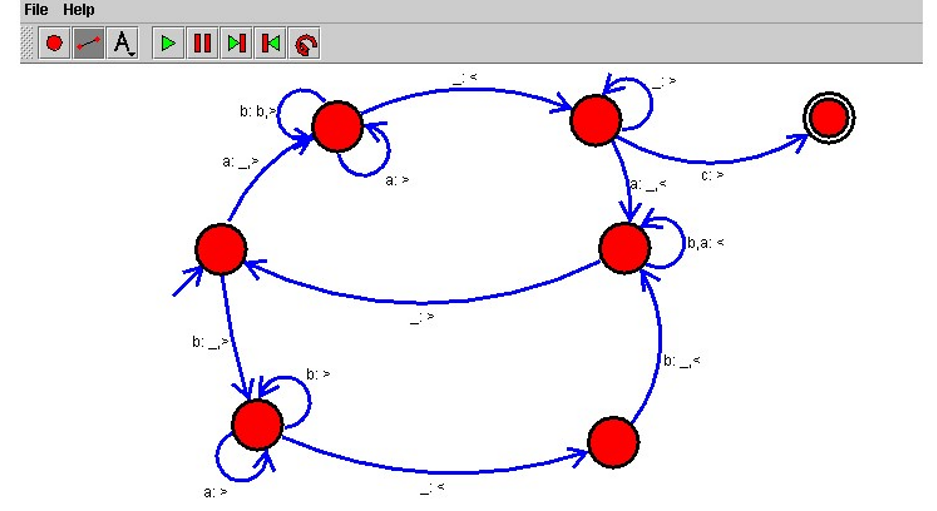 File Help
A
_: <
_: >
b: b,>
a: _,>
a: >
c: >
a: _,<
b,a: <
_: >
b: _,>
b: _,<
b: >
a: >
_: <